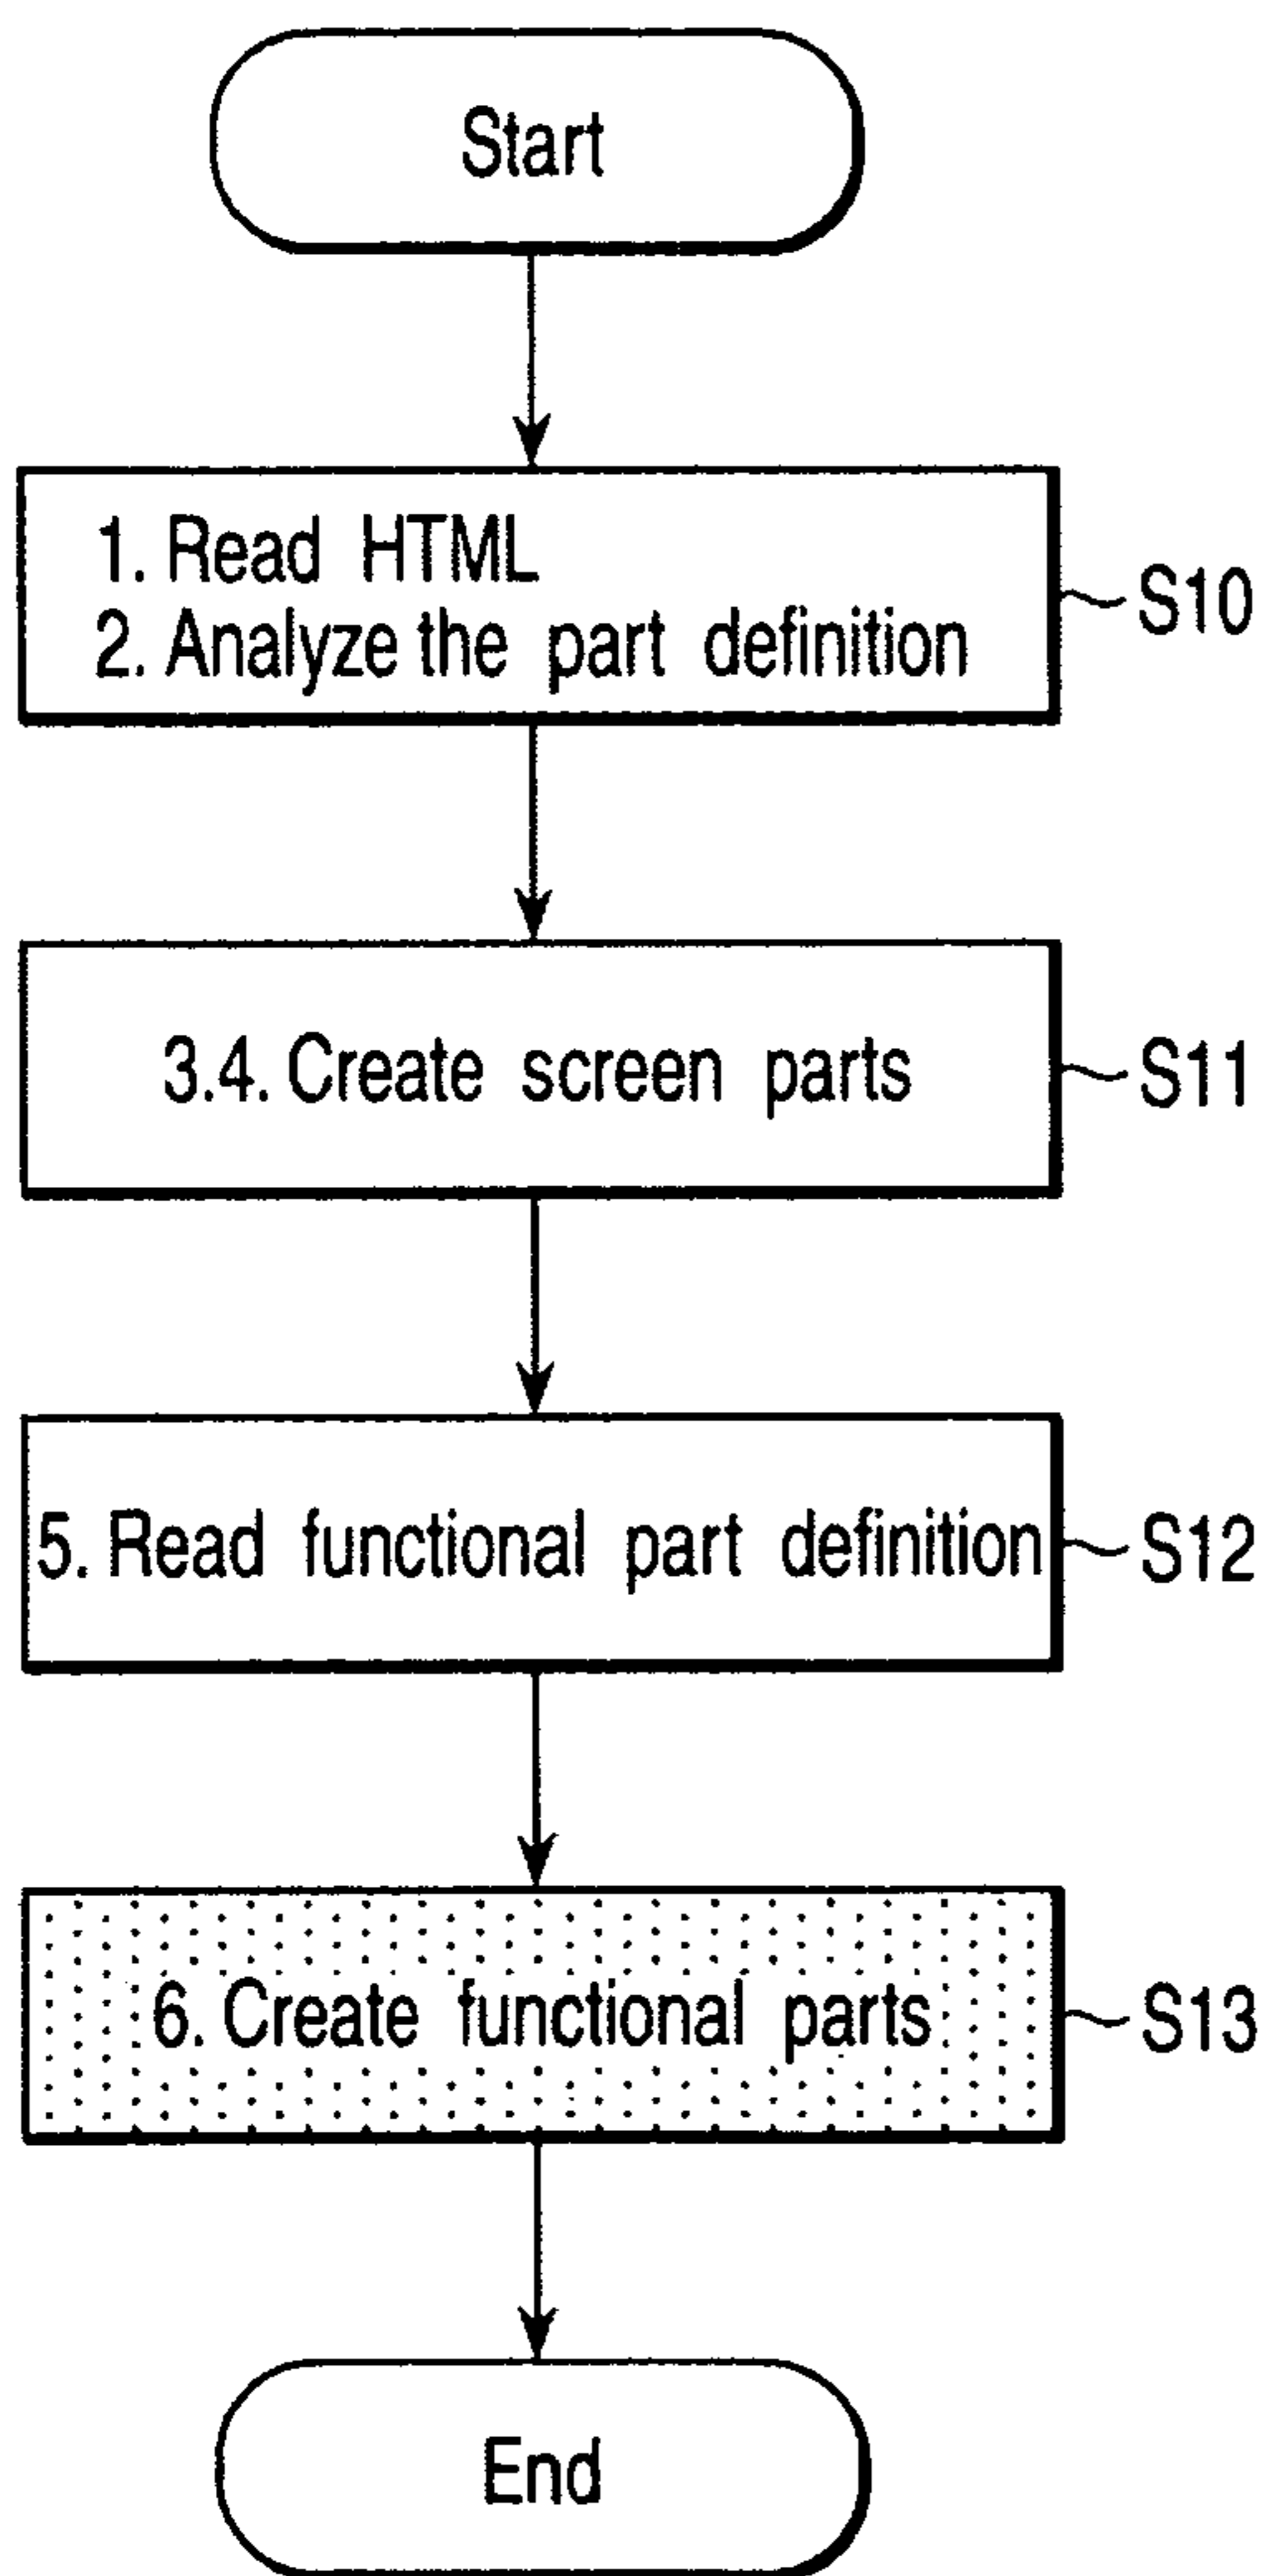 Start
1. Read HTML
2. Analyze the part definition
S10
3.4. Create screen parts
S11
5. Read functional part definition
S12
6. Create functional parts
S13
End